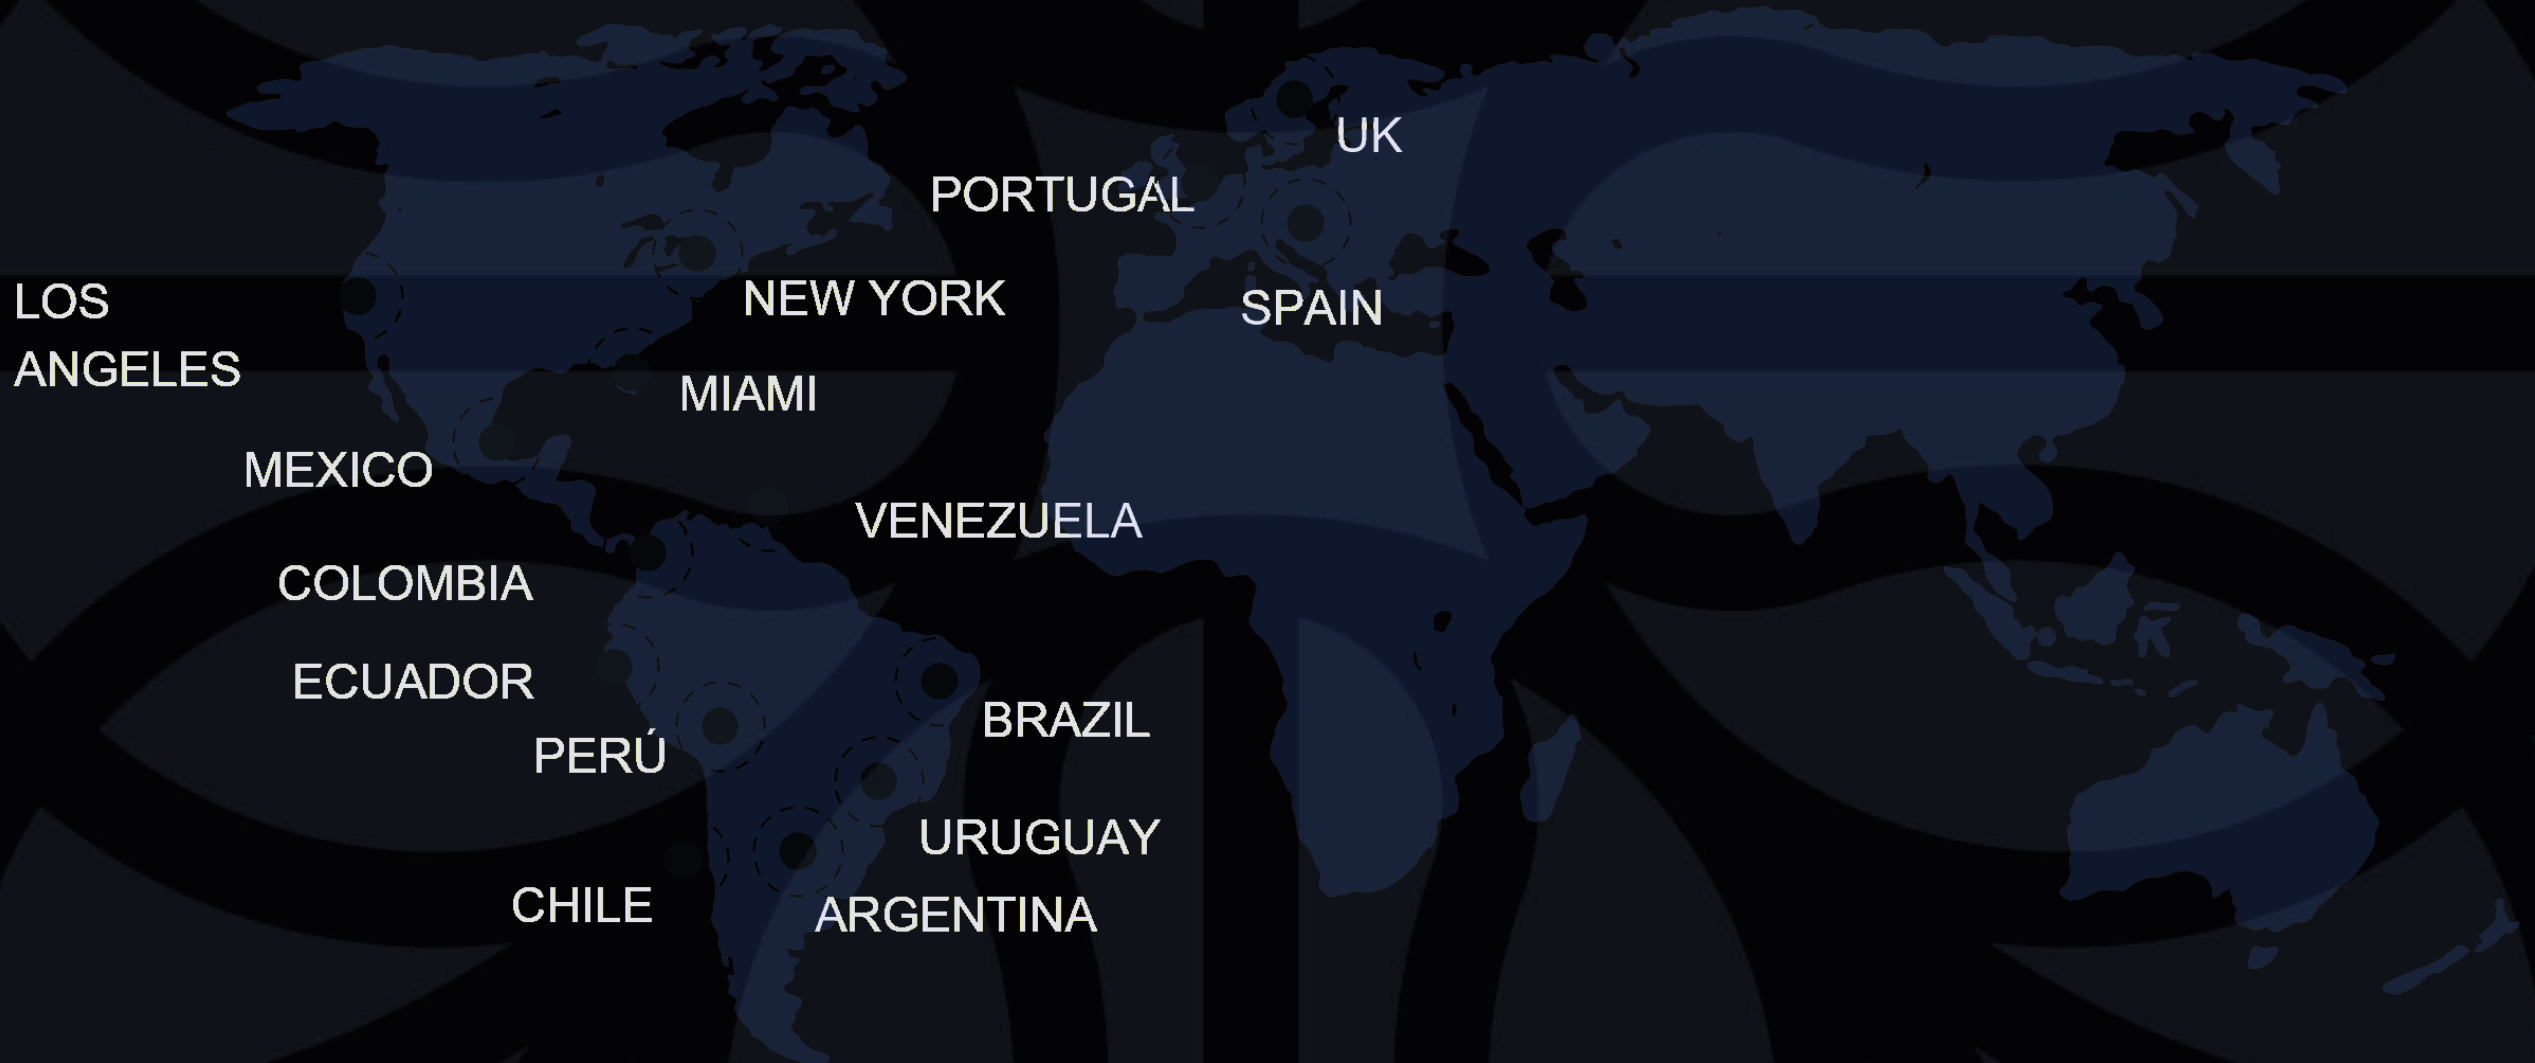 UK
PORTUGAL
LOS
ANGELES
NEW YORK
SPAIN
MIAMI
MEXICO
VENEZUELA
COLOMBIA
ECUADOR
BRAZIL
PERÚ
URUGUAY
CHILE
ARGENTINA